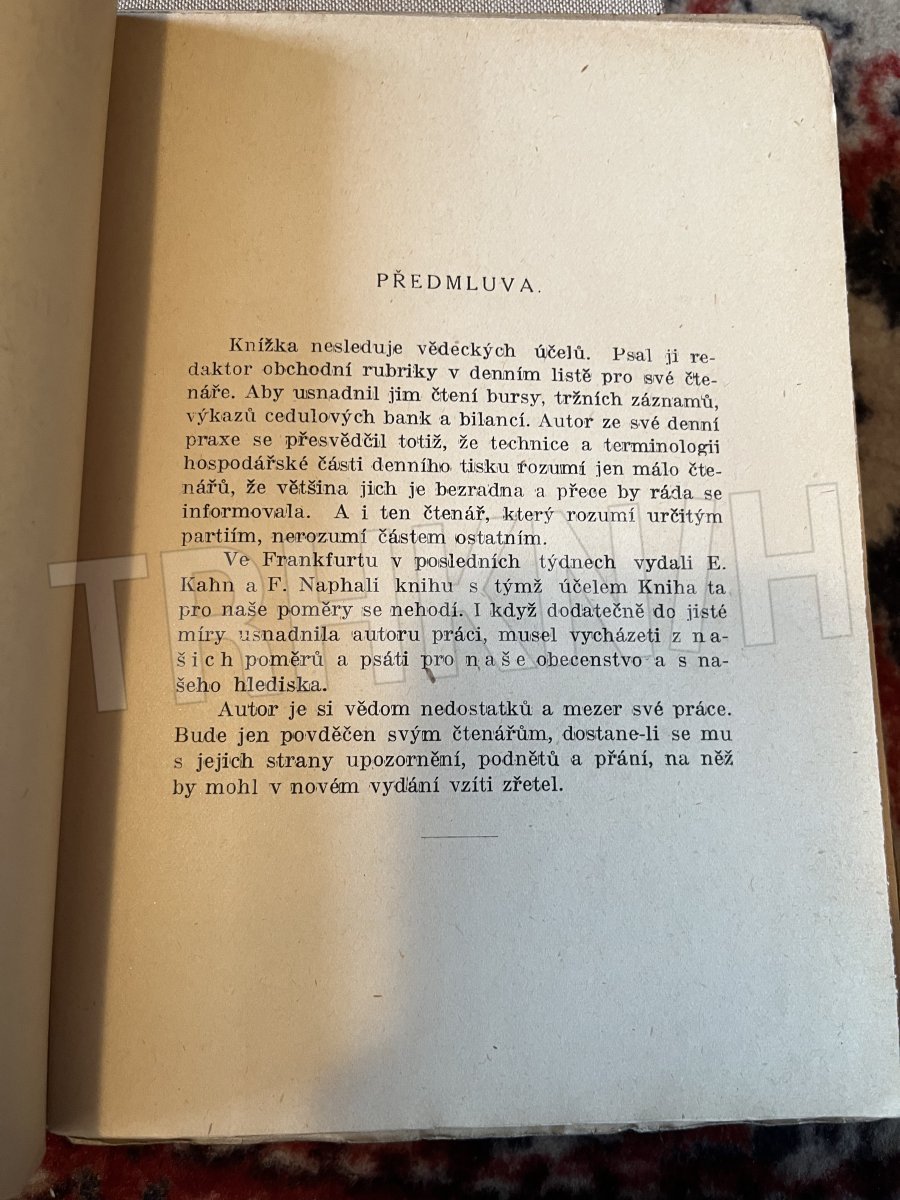 PŘEDMLUVA.
Knížka nesleduje vědeckých účelů. Psal ji re-
daktor obchodní rubriky v denním listě pro své čte-
náře. Aby usnadnil jim čtení bursy, tržních záznamů,
výkazů cedulových bank a bilancí. Autor ze své denní
praxe se přesvědčil totiž, že technice a terminologii
hospodářské části denního tisku rozumí jen málo čte-
nářů, že většina jich je bezradna a přece by ráda se
informovala. A i ten čtenář, který rozumí určitým
partiím, nerozumí částem ostatním.
Ve Frankfurtu v posledních týdnech vydali E.
Kahn a F. Naphali knihu s týmž účelem Kniha ta
pro naše poměry se nehodí. I když dodatečně do jisté
míry usnadnila autoru práci, musel vycházeti z na-
šich poměrů a psáti pro naše obecenstvo a s na-
šeho hlediska.
Autor je si vědom nedostatků a mezer své práce.
Bude jen povděčen svým čtenářům, dostane-li se mu
s jejich strany upozornění, podnětů a přání, na něž
by mohl v novém vydání vzíti zřetel.
TRHKNIH